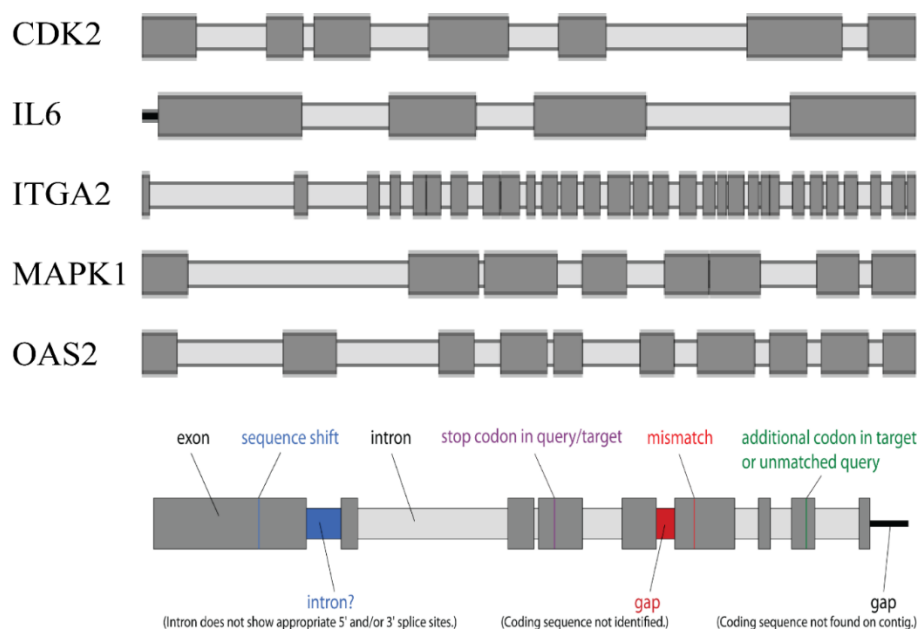 CDK2
IL6
ITGA2
MAPK1
OAS2
exon sequence shift intron stop codon in query/target mismatch additional codon in target
or unmatched query
intron? gap gap
(Intron does not show appropriate 5' and/or 3' splice sites.) (Coding sequence not identified.) (Coding sequence not found on contig.)